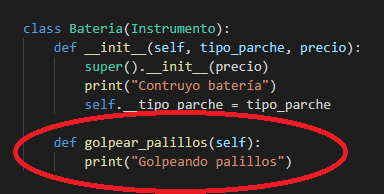 class Bateria(Instrumento):
def __init__(self, tipo_parche, precio):
super().__init__(precio)
print("Contruyo batería")
self.__tipo_parche = tipo_parche
def golpear_palillos(self):
print("Golpeando palillos")